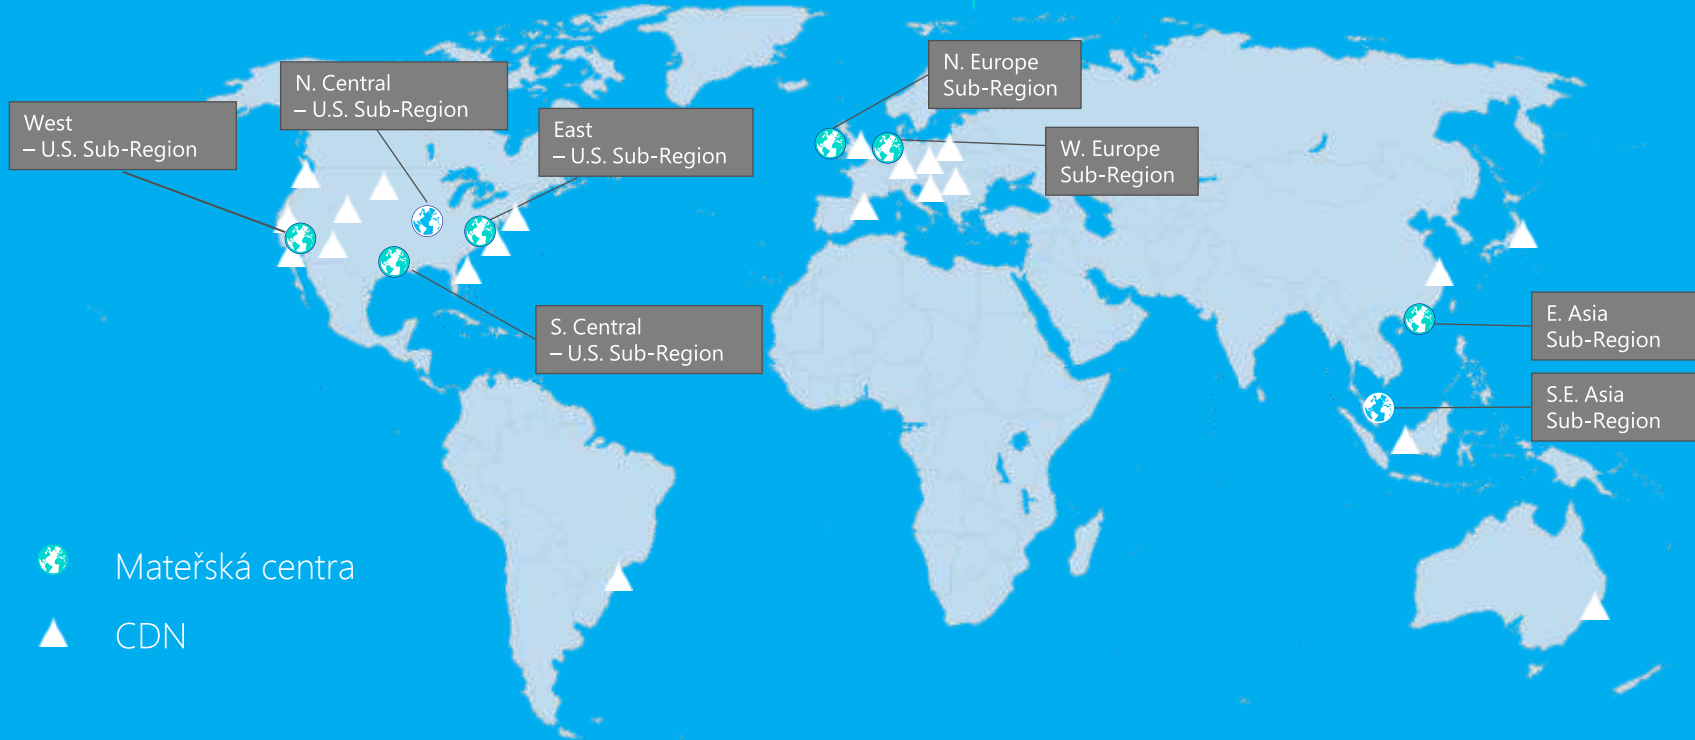 N. Central
– U.S. Sub-Region
West
– U.S. Sub-Region
East
– U.S. Sub-Region
N. Europe
Sub-Region
W. Europe
Sub-Region
S. Central
– U.S. Sub-Region
E. Asia
Sub-Region
S.E. Asia
Sub-Region
Mateřská centra
CDN